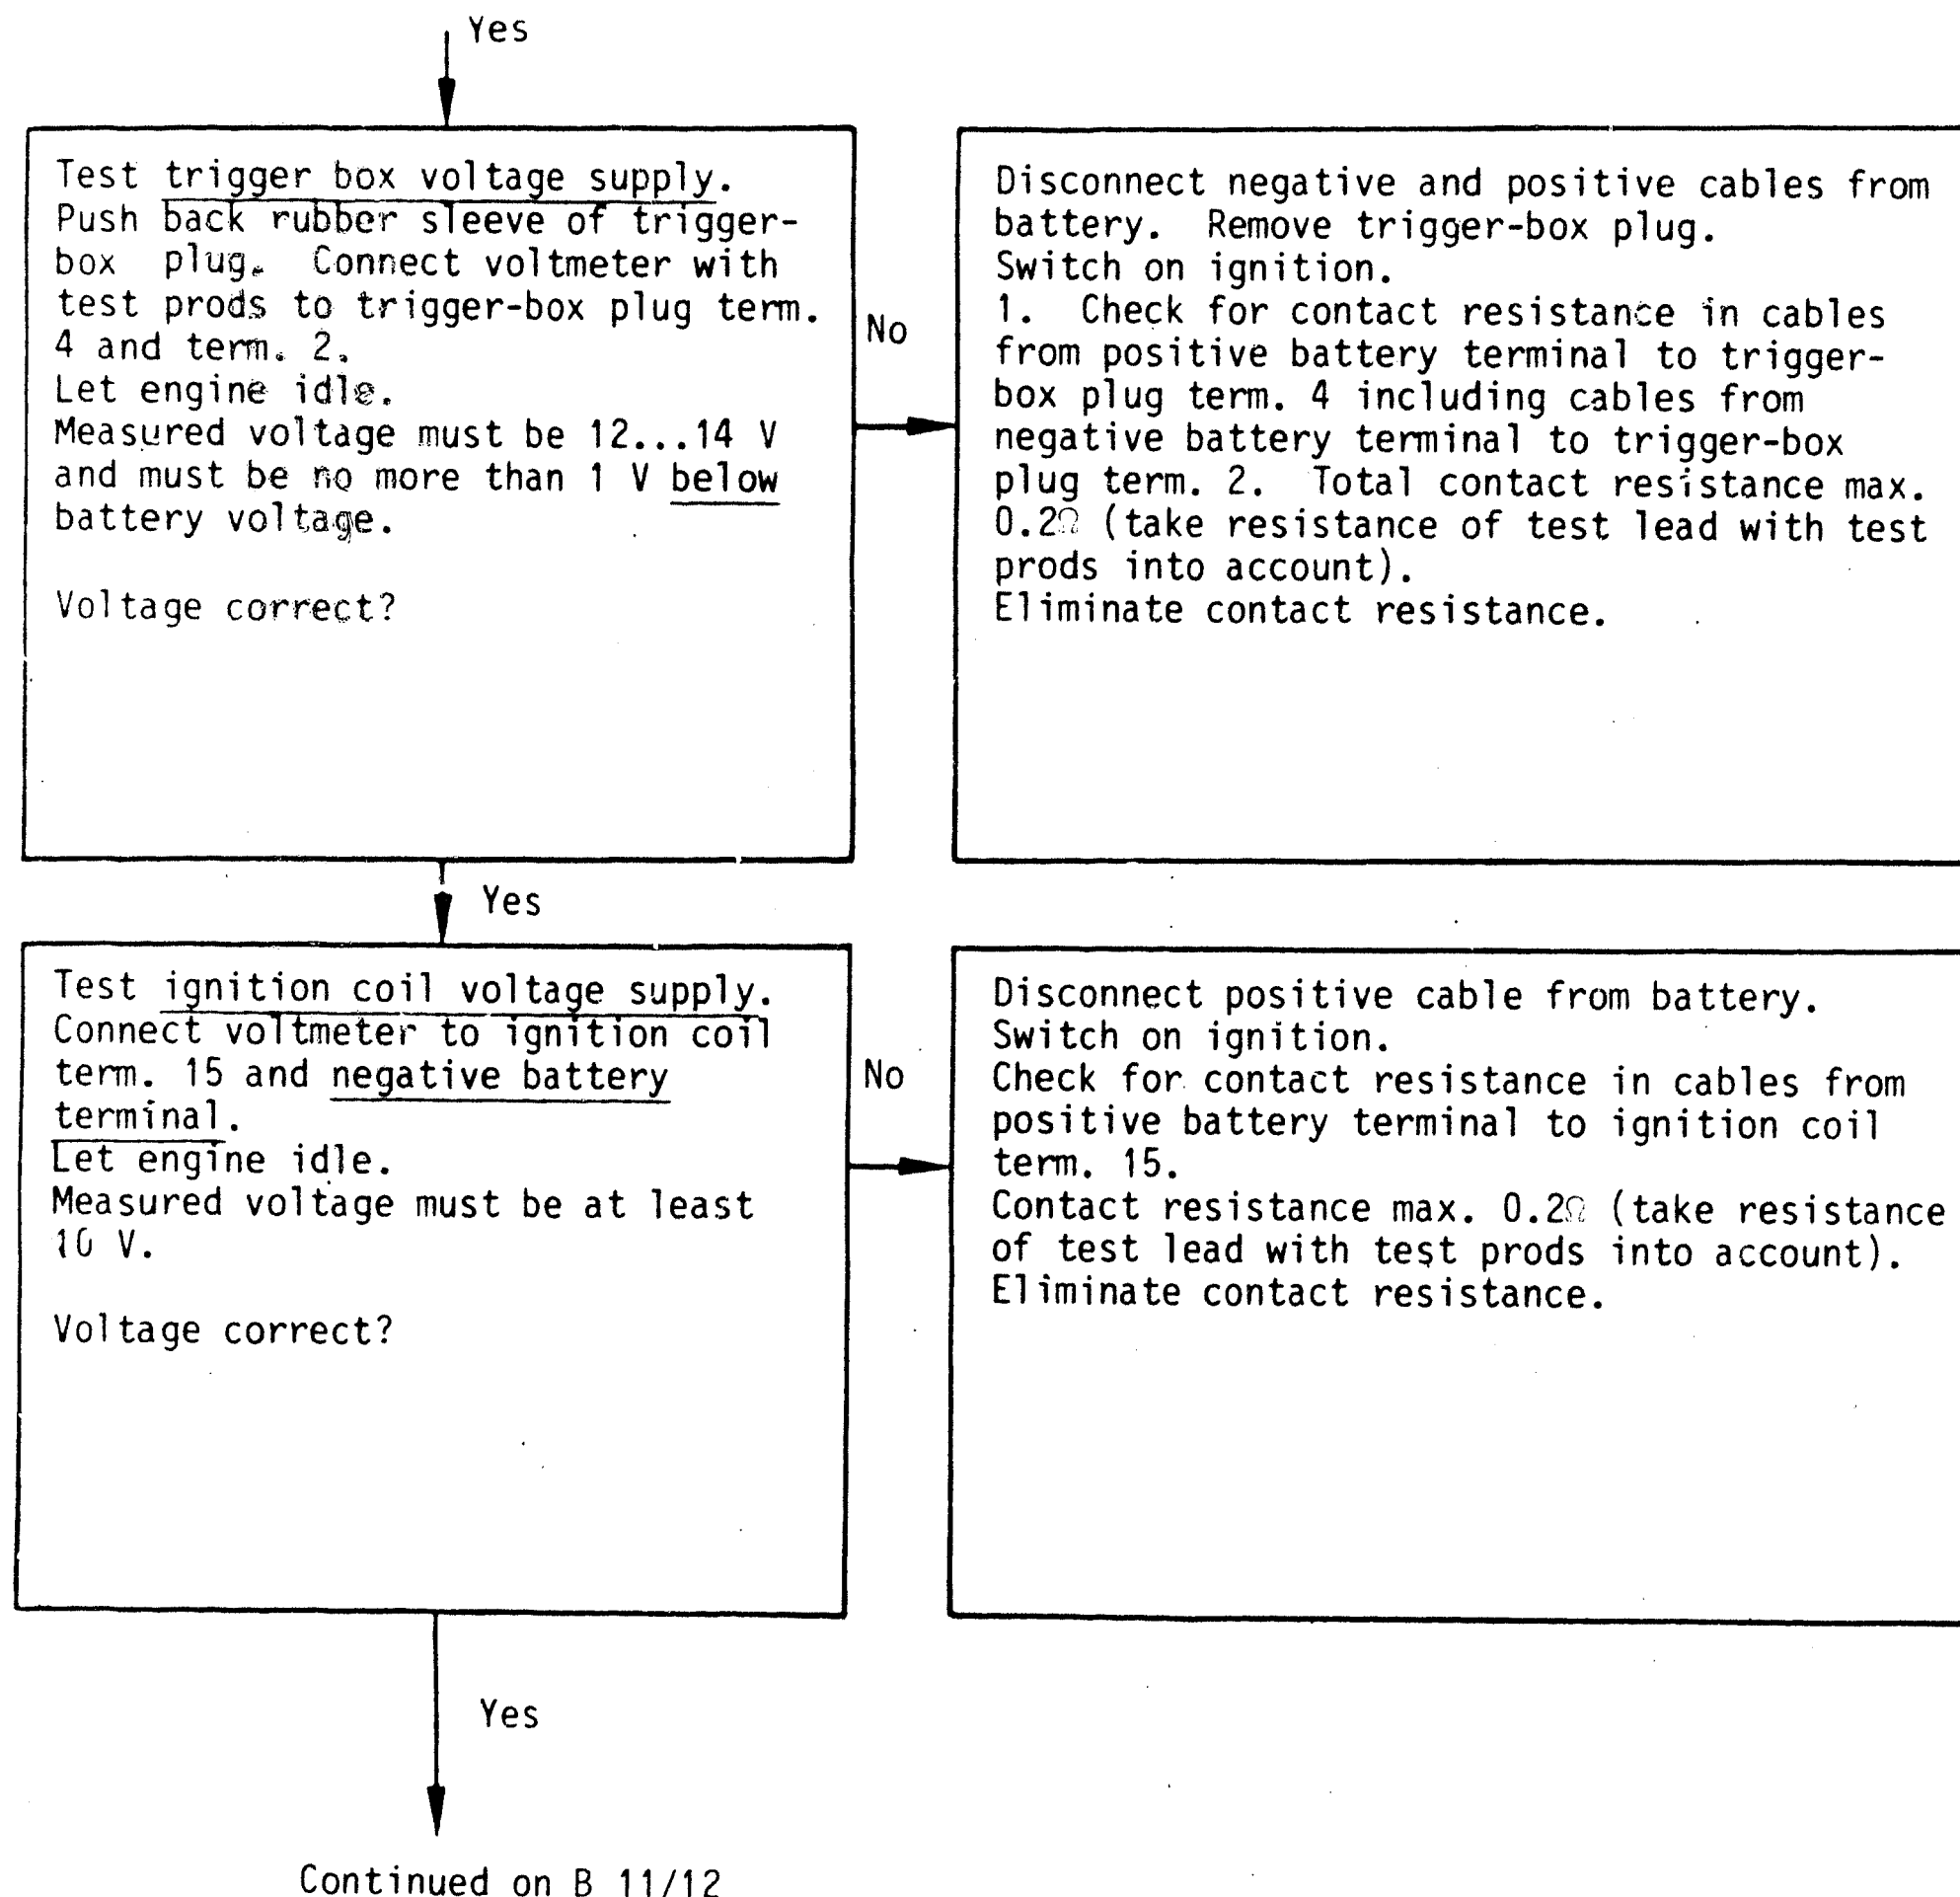 Yes
Test trigger box voltage supply.
Push back rubber sleeve of trigger-
box plug. Connect voltmeter with
test prods to trigger-box plug term.
4 and term. 2.
Let engine idle.
Measured voltage must be 12...14 V
and must be no more than 1 V below
battery voltage.
Voltage correct?
No
Disconnect negative and positive cables from
battery. Remove trigger-box plug.
Switch on ignition.
1. Check for contact resistance in cables
from positive battery terminal to trigger-
box plug term. 4 including cables from
negative battery terminal to trigger-box
plug term. 2. Total contact resistance max.
0.2Ω (take resistance of test lead with test
prods into account).
Eliminate contact resistance.
Yes
Test ignition coil voltage supply.
Connect voltmeter to ignition coil
term. 15 and negative battery
terminal.
Let engine idle.
Measured voltage must be at least
10 V.
Voltage correct?
No
Disconnect positive cable from battery.
Switch on ignition.
Check for contact resistance in cables from
positive battery terminal to ignition coil
term. 15.
Contact resistance max. 0.2Ω (take resistance
of test lead with test prods into account).
Eliminate contact resistance.
Yes
Continued on B 11/12